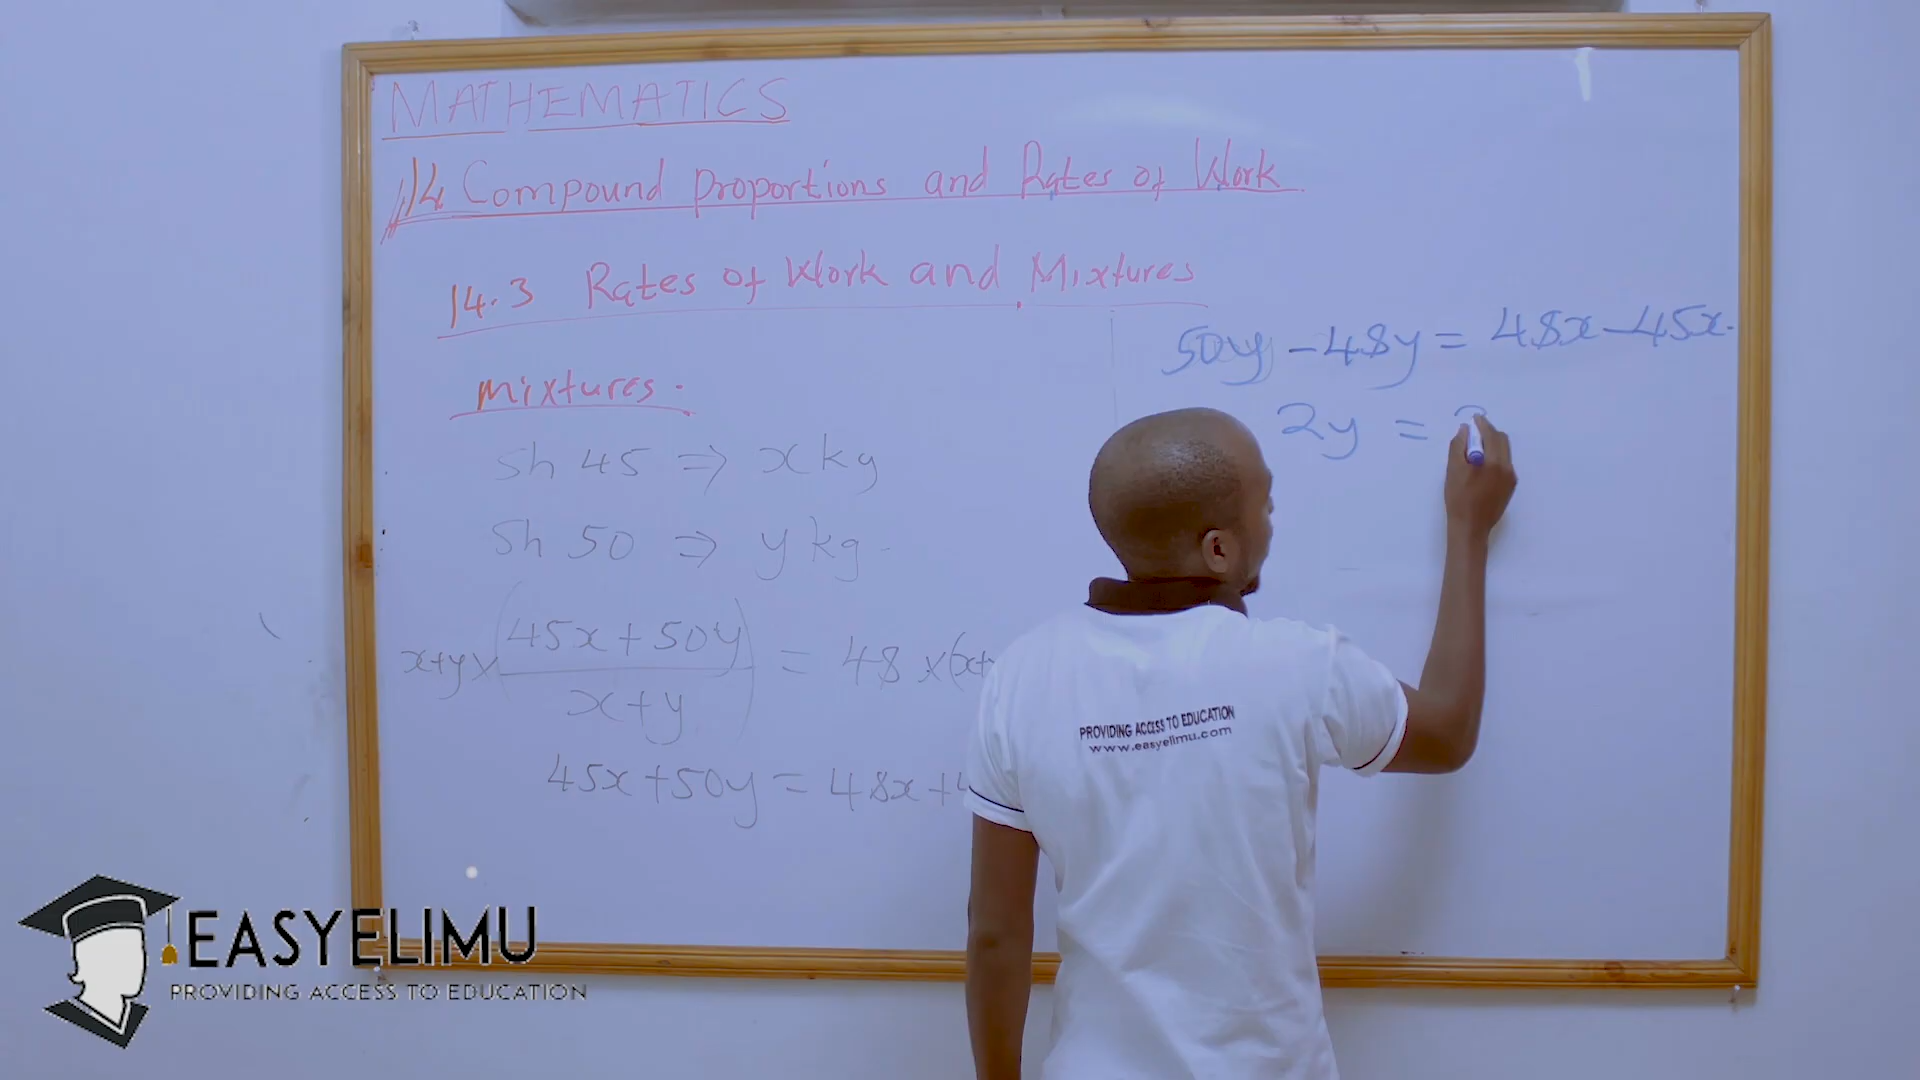 MATHEMATICS
14 Compound proportions and Rates of Work
14.3 Rates of Work and Mixtures
mixtures.
Sh 45 ⇒ x kg
Sh 50 ⇒ y kg
x+y × (45x + 50y / x + y) = 48 × (x+
45x + 50y = 48x + 4
50y - 48y = 48x - 45x
2y =
PROVIDING ACCESS TO EDUCATION
www.easyelimu.com
EASYELIMU
PROVIDING ACCESS TO EDUCATION